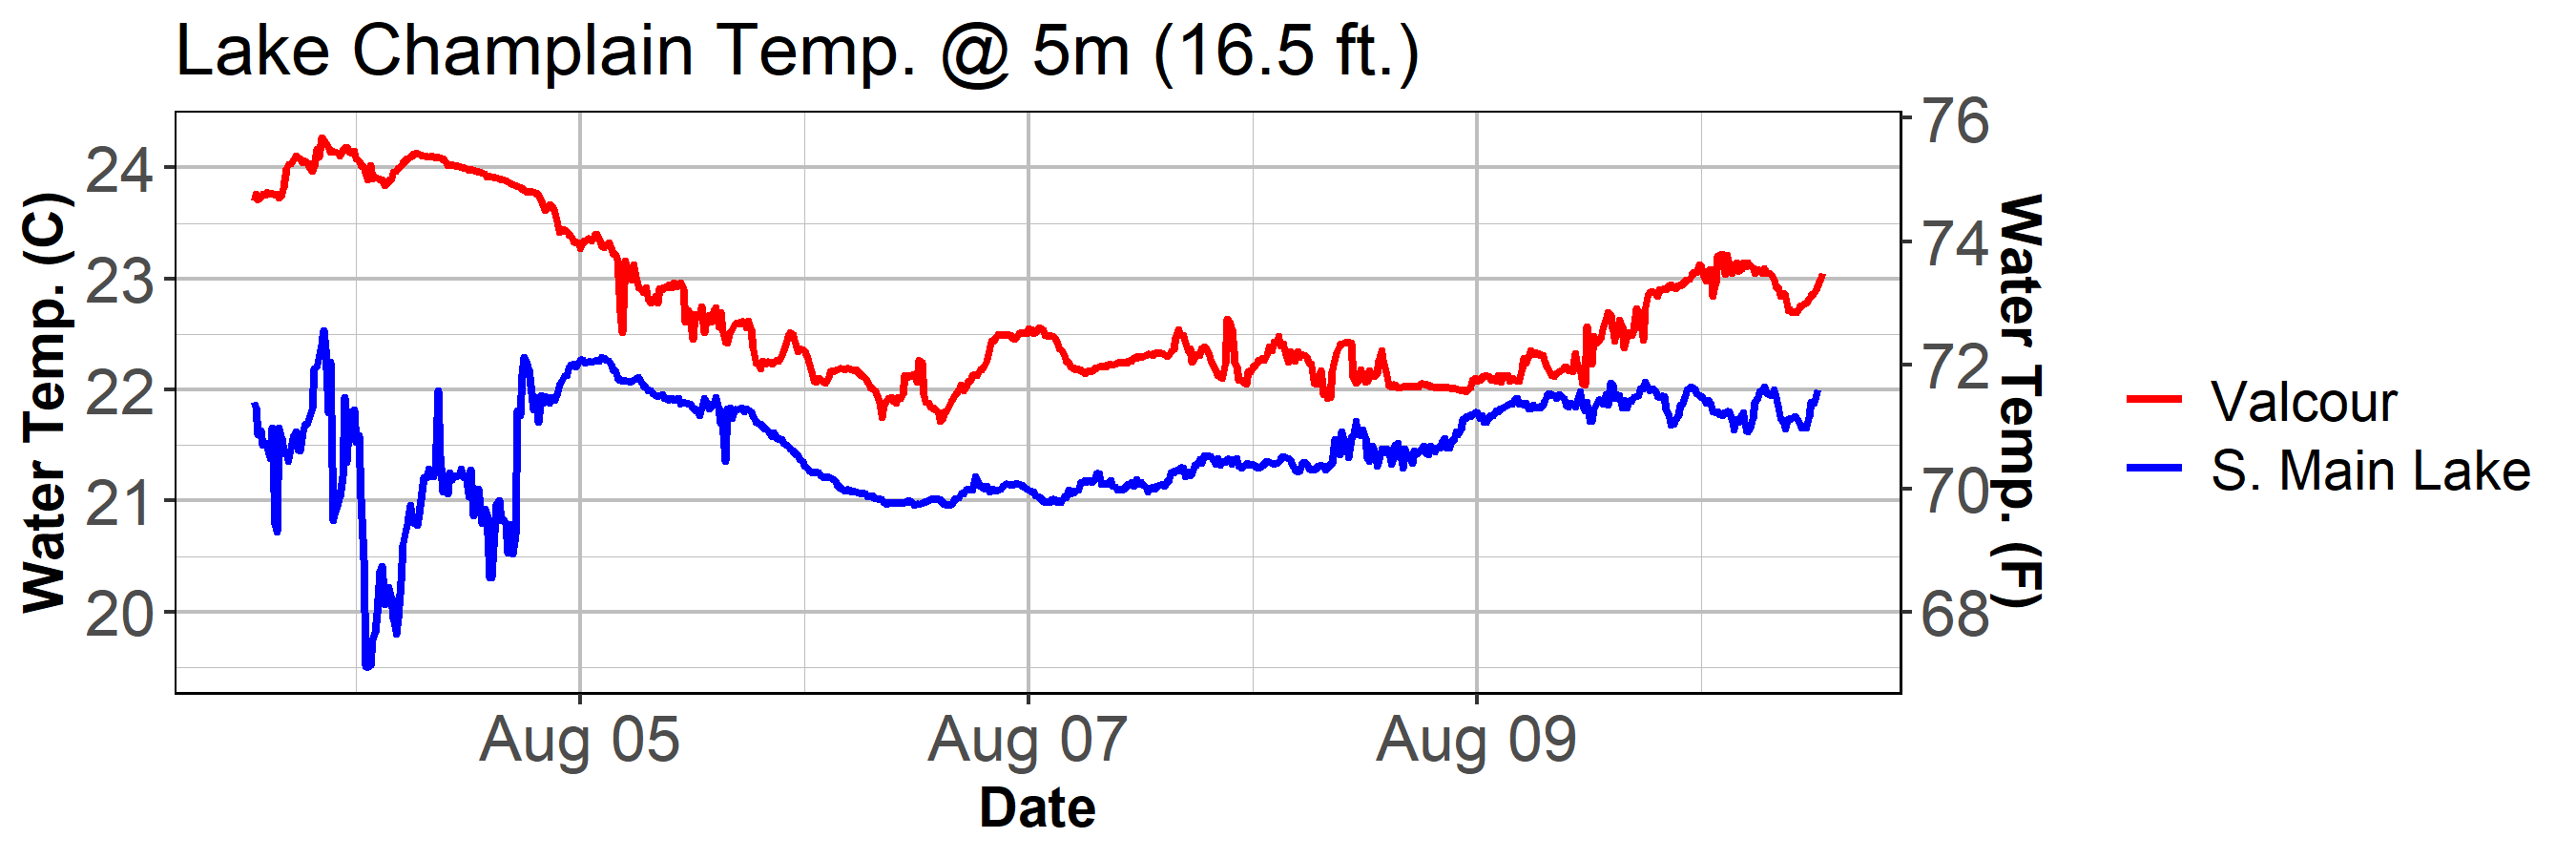 Lake Champlain Temp. @ 5m (16.5 ft.)
Water Temp. (C)
24
23
22
21
20
76
74
72
70
68
Water Temp. (F)
Aug 05
Aug 07
Aug 09
Date
Valcour
S. Main Lake